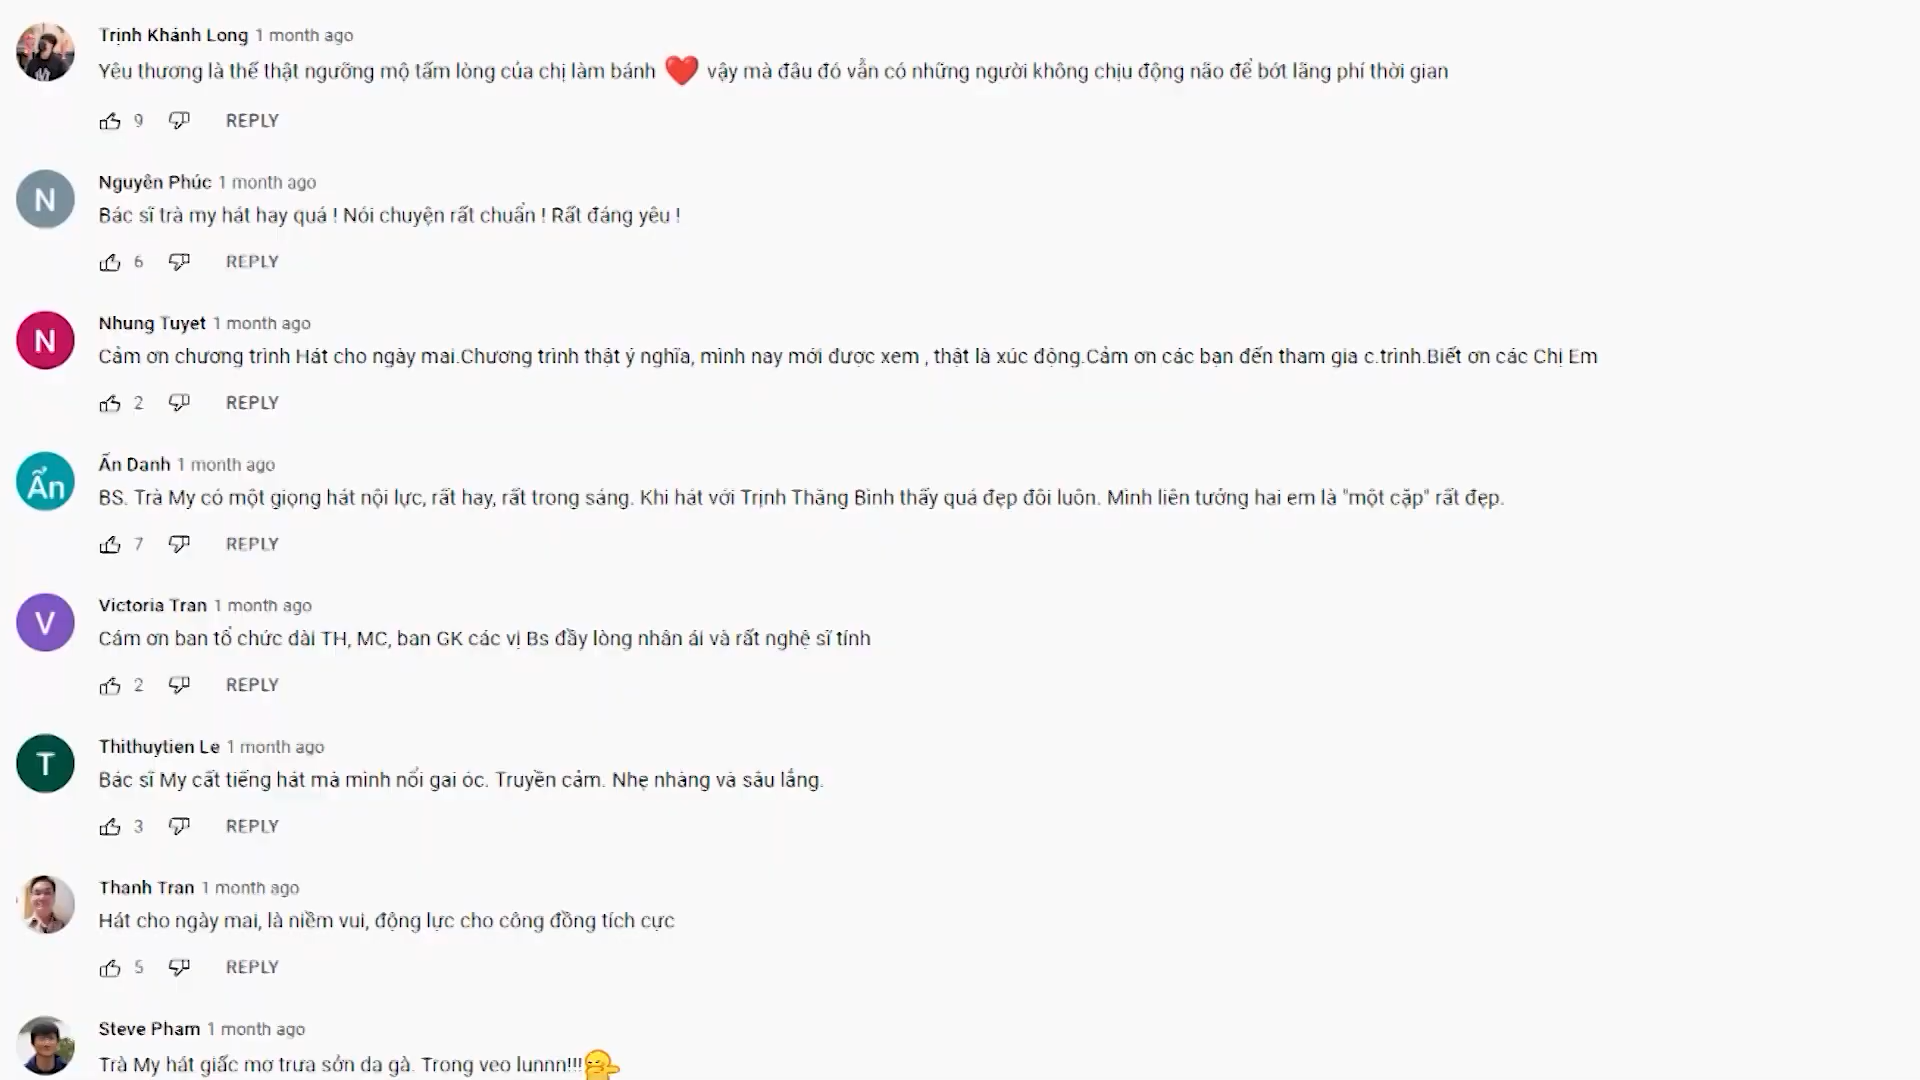 Trịnh Khánh Long 1 month ago
Yêu thương là thế thật ngưỡng mộ tấm lòng của chị làm bánh ❤️ vậy mà đâu đó vẫn có những người không chịu động não để bớt lãng phí thời gian
9 REPLY
N
Nguyên Phúc 1 month ago
Bác sĩ trà my hát hay quá ! Nói chuyện rất chuẩn ! Rất đáng yêu !
6 REPLY
N
Nhung Tuyet 1 month ago
Cảm ơn chương trình Hát cho ngày mai.Chương trình thật ý nghĩa, mình nay mới được xem , thật là xúc động.Cảm ơn các bạn đến tham gia c.trình.Biết ơn các Chị Em
2 REPLY
Ẩn
Ẩn Danh 1 month ago
BS. Trà My có một giọng hát nội lực, rất hay, rất trong sáng. Khi hát với Trịnh Thăng Bình thấy quá đẹp đôi luôn. Mình liên tưởng hai em là "một cặp" rất đẹp.
7 REPLY
V
Victoria Tran 1 month ago
Cám ơn ban tổ chức đài TH, MC, ban GK các vị Bs đầy lòng nhân ái và rất nghệ sĩ tính
2 REPLY
T
Thithuytien Le 1 month ago
Bác sĩ My cất tiếng hát mà mình nổi gai ốc. Truyền cảm. Nhẹ nhàng và sâu lắng.
3 REPLY
Thanh Tran 1 month ago
Hát cho ngày mai, là niềm vui, động lực cho công đồng tích cực
5 REPLY
Steve Pham 1 month ago
Trà My hát giấc mơ trưa sởn da gà. Trong veo lunnn!!!